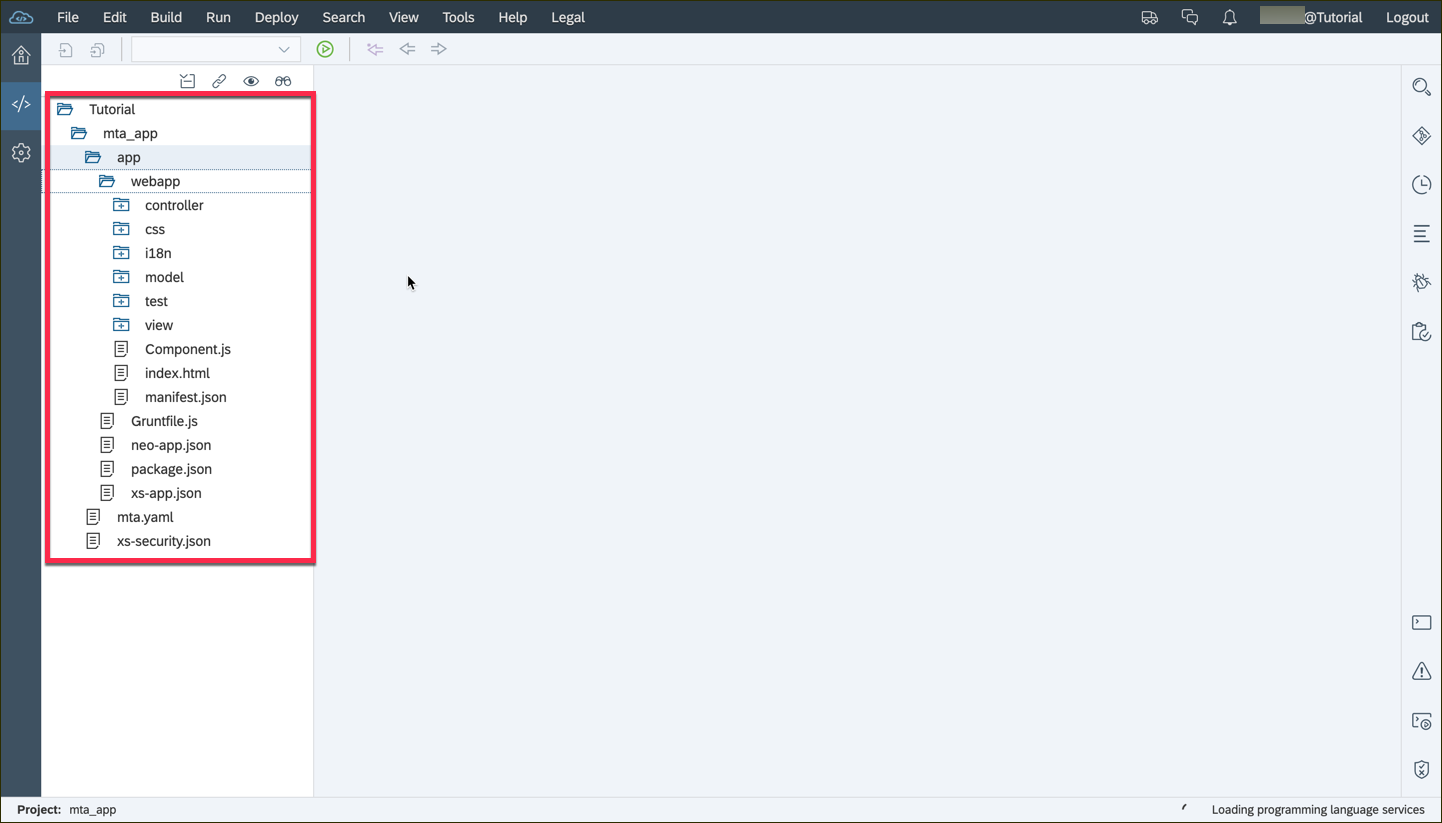 File Edit Build Run Deploy Search View Tools Help Legal @Tutorial Logout
Tutorial
mta_app
app
webapp
controller
css
i18n
model
test
view
Component.js
index.html
manifest.json
Gruntfile.js
neo-app.json
package.json
xs-app.json
mta.yaml
xs-security.json
Project: mta_app Loading programming language services